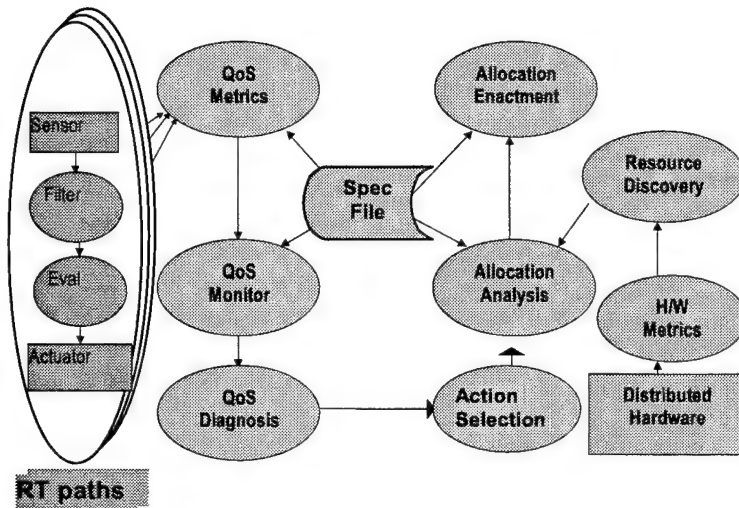 QoS
Metrics
Allocation
Enactment
Sensor
Resource
Discovery
Spec
File
Filter
Eval
QoS
Monitor
Allocation
Analysis
H/W
Metrics
Actuator
QoS
Diagnosis
Action
Selection
Distributed
Hardware
RT paths